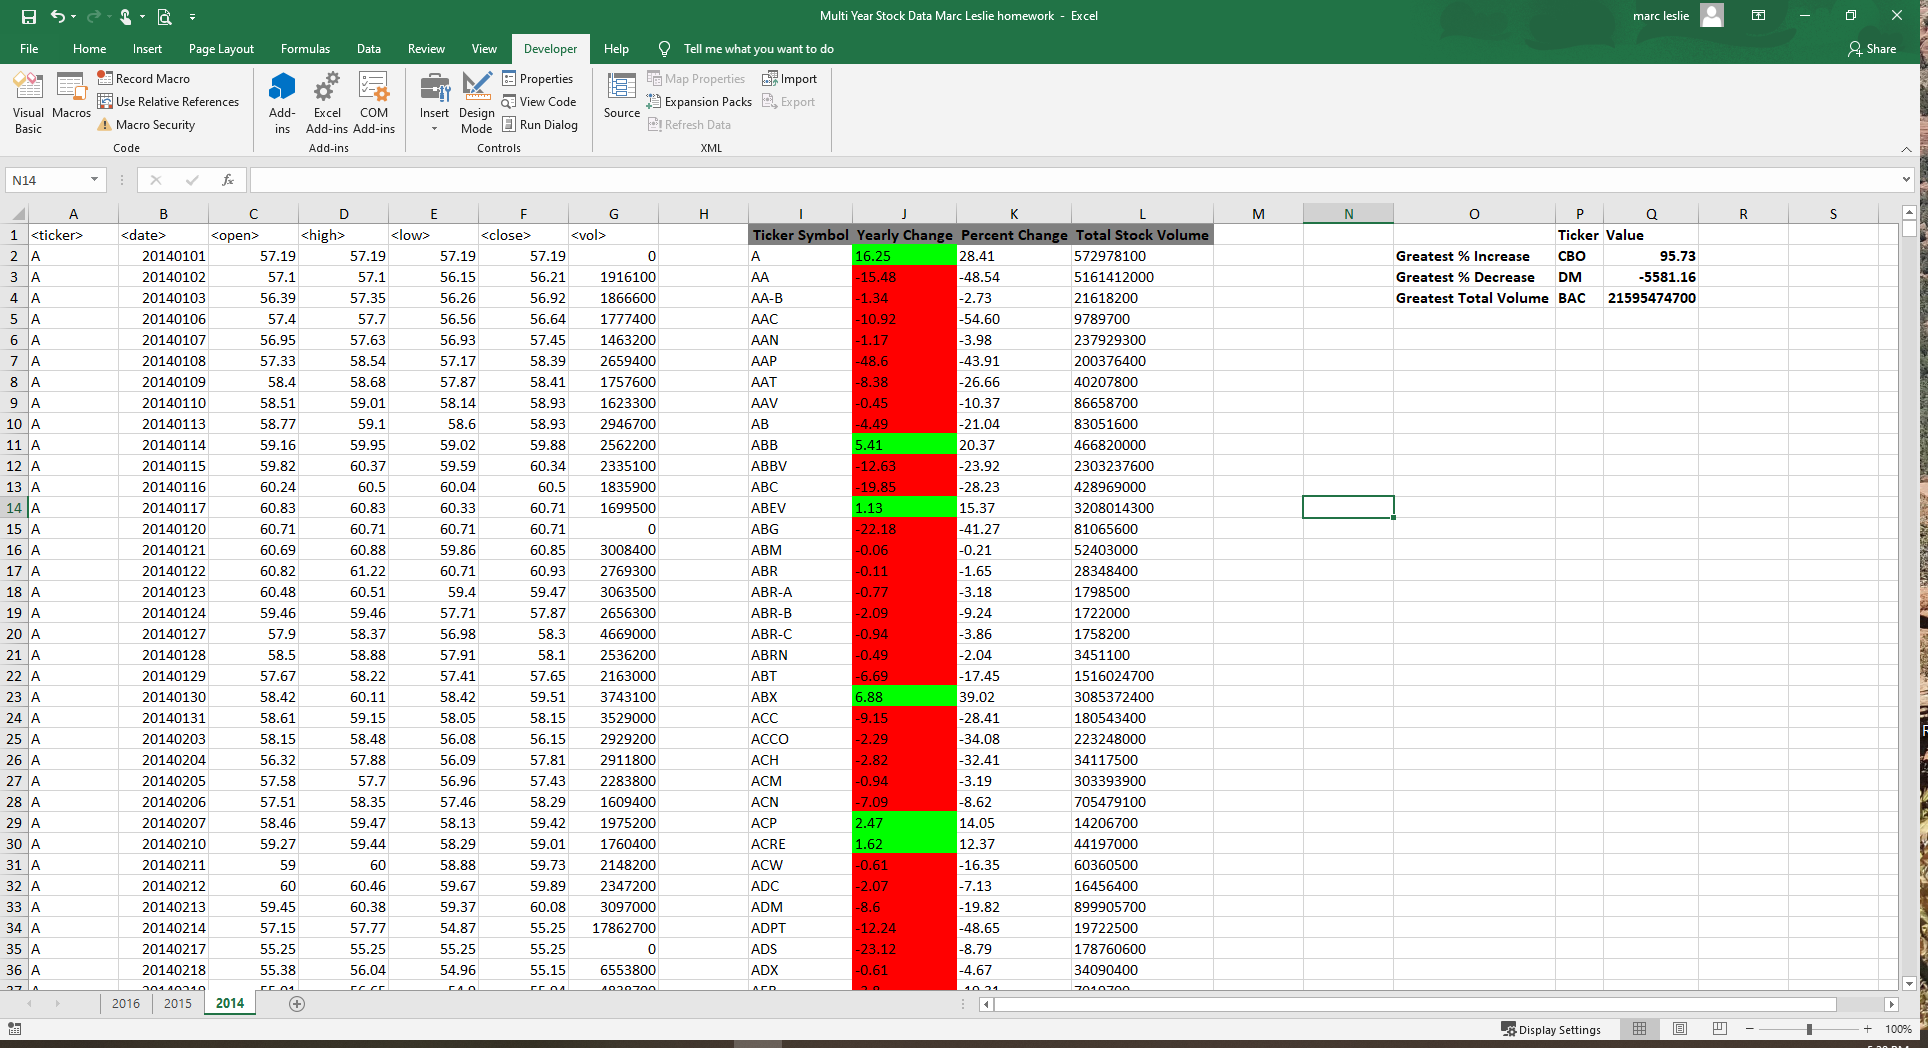 Multi Year Stock Data Marc Leslie homework - Excel
marc leslie
File Home Insert Page Layout Formulas Data Review View Developer Help Tell me what you want to do Share
Visual Basic Macros Record Macro Use Relative References Macro Security Code
Add-ins Excel Add-ins COM Add-ins Add-ins
Insert Design Mode Properties View Code Run Dialog Controls
Source Map Properties Expansion Packs Refresh Data Import Export XML
N14 fx
A B C D E F G H I J K L M N O P Q R S
1 <ticker> <date> <open> <high> <low> <close> <vol> Ticker Symbol Yearly Change Percent Change Total Stock Volume Ticker Value
2 A 20140101 57.19 57.19 57.19 57.19 0 A 16.25 28.41 572978100 Greatest % Increase CBO 95.73
3 A 20140102 57.1 57.1 56.15 56.21 1916100 AA -15.48 -48.54 5161412000 Greatest % Decrease DM -5581.16
4 A 20140103 56.39 57.35 56.26 56.92 1866600 AA-B -1.34 -2.73 21618200 Greatest Total Volume BAC 21595474700
5 A 20140106 57.4 57.7 56.56 56.64 1777400 AAC -10.92 -54.60 9789700
6 A 20140107 56.95 57.63 56.93 57.45 1463200 AAN -1.17 -3.98 237929300
7 A 20140108 57.33 58.54 57.17 58.39 2659400 AAP -48.6 -43.91 200376400
8 A 20140109 58.4 58.68 57.87 58.41 1757600 AAT -8.38 -26.66 40207800
9 A 20140110 58.51 59.01 58.14 58.93 1623300 AAV -0.45 -10.37 86658700
10 A 20140113 58.77 59.1 58.6 58.93 2946700 AB -4.49 -21.04 83051600
11 A 20140114 59.16 59.95 59.02 59.88 2562200 ABB 5.41 20.37 466820000
12 A 20140115 59.82 60.37 59.59 60.34 2335100 ABBV -12.63 -23.92 2303237600
13 A 20140116 60.24 60.5 60.04 60.5 1835900 ABC -19.85 -28.23 428969000
14 A 20140117 60.83 60.83 60.33 60.71 1699500 ABEV 1.13 15.37 3208014300
15 A 20140120 60.71 60.71 60.71 60.71 0 ABG -22.18 -41.27 81065600
16 A 20140121 60.69 60.88 59.86 60.85 3008400 ABM -0.06 -0.21 52403000
17 A 20140122 60.82 61.22 60.71 60.93 2769300 ABR -0.11 -1.65 28348400
18 A 20140123 60.48 60.51 59.4 59.47 3063500 ABR-A -0.77 -3.18 1798500
19 A 20140124 59.46 59.46 57.71 57.87 2656300 ABR-B -2.09 -9.24 1722000
20 A 20140127 57.9 58.37 56.98 58.3 4669000 ABR-C -0.94 -3.86 1758200
21 A 20140128 58.5 58.88 57.91 58.1 2536200 ABRN -0.49 -2.04 3451100
22 A 20140129 57.67 58.22 57.41 57.65 2163000 ABT -6.69 -17.45 1516024700
23 A 20140130 58.42 60.11 58.42 59.51 3743100 ABX 6.88 39.02 3085372400
24 A 20140131 58.61 59.15 58.05 58.15 3529000 ACC -9.15 -28.41 180543400
25 A 20140203 58.15 58.48 56.08 56.15 2929200 ACCO -2.29 -34.08 223248000
26 A 20140204 56.32 57.88 56.09 57.81 2911800 ACH -2.82 -32.41 34117500
27 A 20140205 57.58 57.7 56.96 57.43 2283800 ACM -0.94 -3.19 303393900
28 A 20140206 57.51 58.35 57.46 58.29 1609400 ACN -7.09 -8.62 705479100
29 A 20140207 58.46 59.47 58.13 59.42 1975200 ACP 2.47 14.05 14206700
30 A 20140210 59.27 59.44 58.29 59.01 1760400 ACRE 1.62 12.37 44197000
31 A 20140211 59 60 58.88 59.73 2148200 ACW -0.61 -16.35 60360500
32 A 20140212 60 60.46 59.67 59.89 2347200 ADC -2.07 -7.13 16456400
33 A 20140213 59.45 60.38 59.37 60.08 3097000 ADM -8.6 -19.82 899905700
34 A 20140214 57.15 57.77 54.87 55.25 17862700 ADPT -12.24 -48.65 19722500
35 A 20140217 55.25 55.25 55.25 55.25 0 ADS -23.12 -8.79 178760600
36 A 20140218 55.38 56.04 54.96 55.15 6553800 ADX -0.61 -4.67 34090400
2016 2015 2014
Display Settings 100%